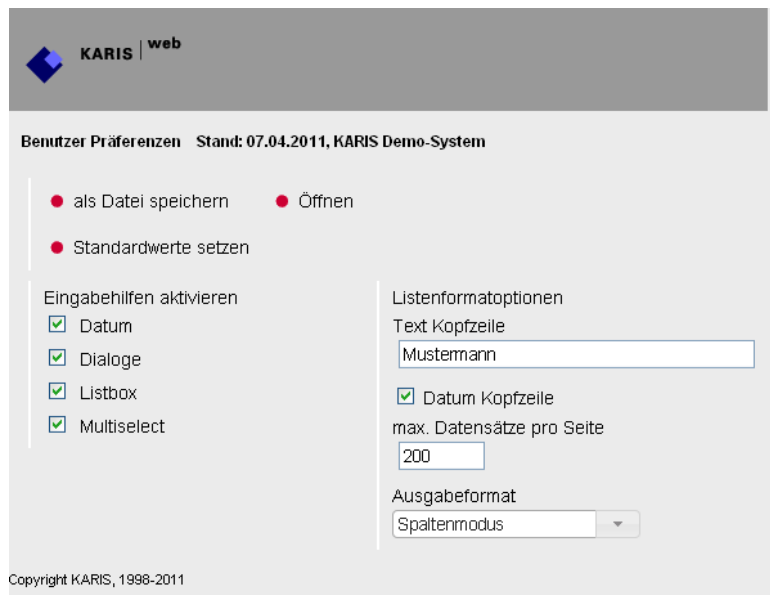 KARIS | web
Benutzer Präferenzen Stand: 07.04.2011, KARIS Demo-System
als Datei speichern Öffnen
Standardwerte setzen
Eingabehilfen aktivieren
Datum
Dialoge
Listbox
Multiselect
Listenformatoptionen
Text Kopfzeile
Mustermann
Datum Kopfzeile
max. Datensätze pro Seite
200
Ausgabeformat
Spaltenmodus
Copyright KARIS, 1998-2011